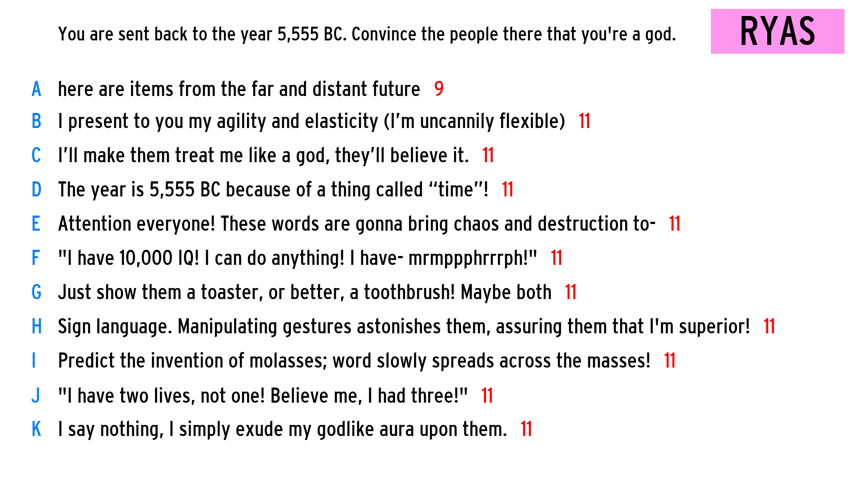 You are sent back to the year 5,555 BC. Convince the people there that you're a god.
RYAS
A here are items from the far and distant future 9
B I present to you my agility and elasticity (I'm uncannily flexible) 11
C I'll make them treat me like a god, they'll believe it. 11
D The year is 5,555 BC because of a thing called “time”! 11
E Attention everyone! These words are gonna bring chaos and destruction to- 11
F "I have 10,000 IQ! I can do anything! I have- mrmppphrrrph!" 11
G Just show them a toaster, or better, a toothbrush! Maybe both 11
H Sign language. Manipulating gestures astonishes them, assuring them that I'm superior! 11
I Predict the invention of molasses; word slowly spreads across the masses! 11
J "I have two lives, not one! Believe me, I had three!" 11
K I say nothing, I simply exude my godlike aura upon them. 11